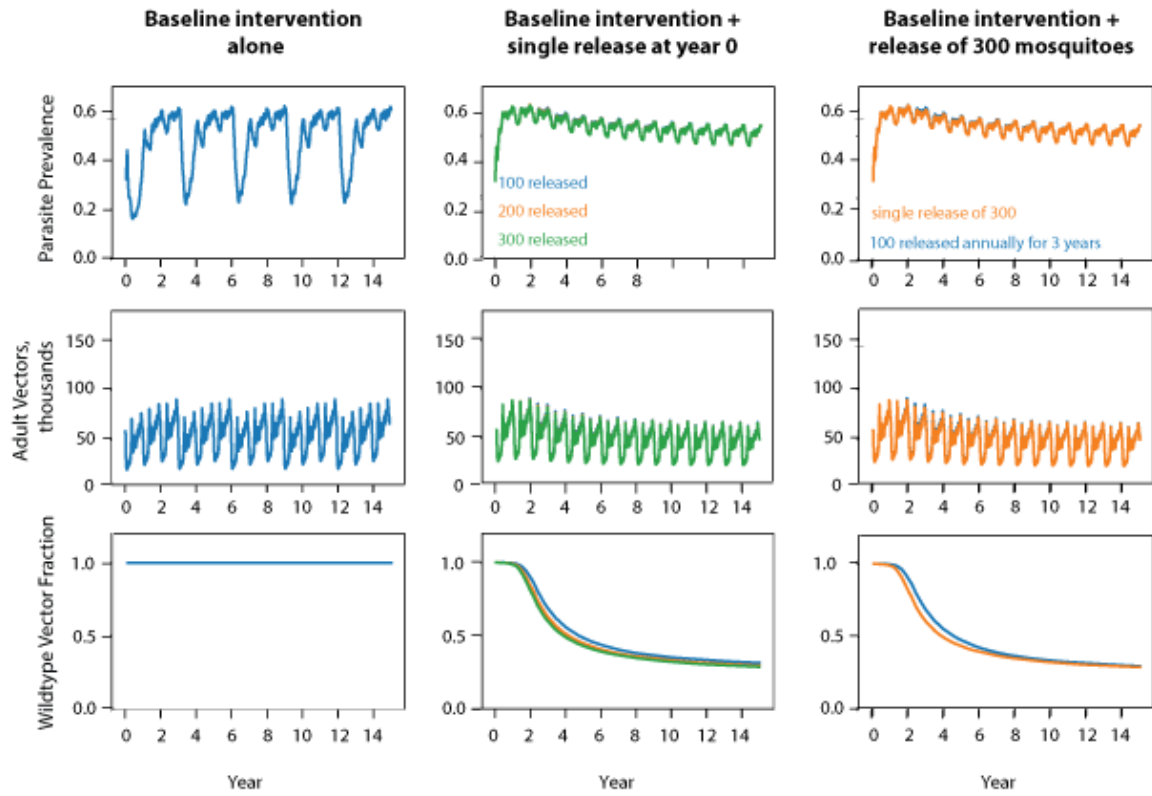 Baseline intervention
alone
Baseline intervention +
single release at year 0
Baseline intervention +
release of 300 mosquitoes
Parasite Prevalence
0.6
0.4
0.2
0.0
0 2 4 6 8 10 12 14
0.6
0.4
0.2
0.0
100 released
200 released
300 released
0 2 4 6 8
0.6
0.4
0.2
0.0
single release of 300
100 released annually for 3 years
0 2 4 6 8 10 12 14
Adult Vectors,
thousands
150
100
50
0
0 2 4 6 8 10 12 14
150
100
50
0
0 2 4 6 8 10 12 14
150
100
50
0
0 2 4 6 8 10 12 14
Wildtype Vector Fraction
1.0
0.5
0.0
0 2 4 6 8 10 12 14
1.0
0.5
0.0
0 2 4 6 8 10 12 14
1.0
0.5
0.0
0 2 4 6 8 10 12 14
Year
Year
Year